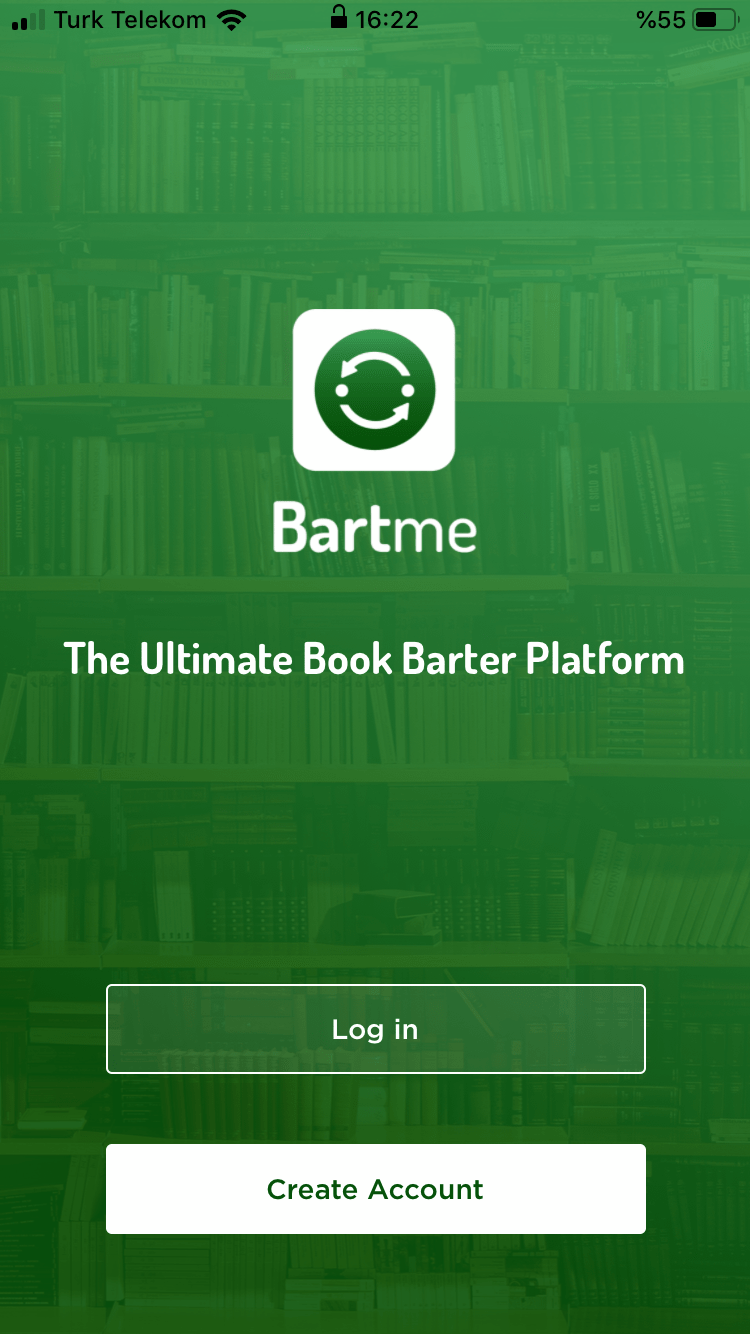 Turk Telekom 16:22 %55
Bartme
The Ultimate Book Barter Platform
Log in
Create Account